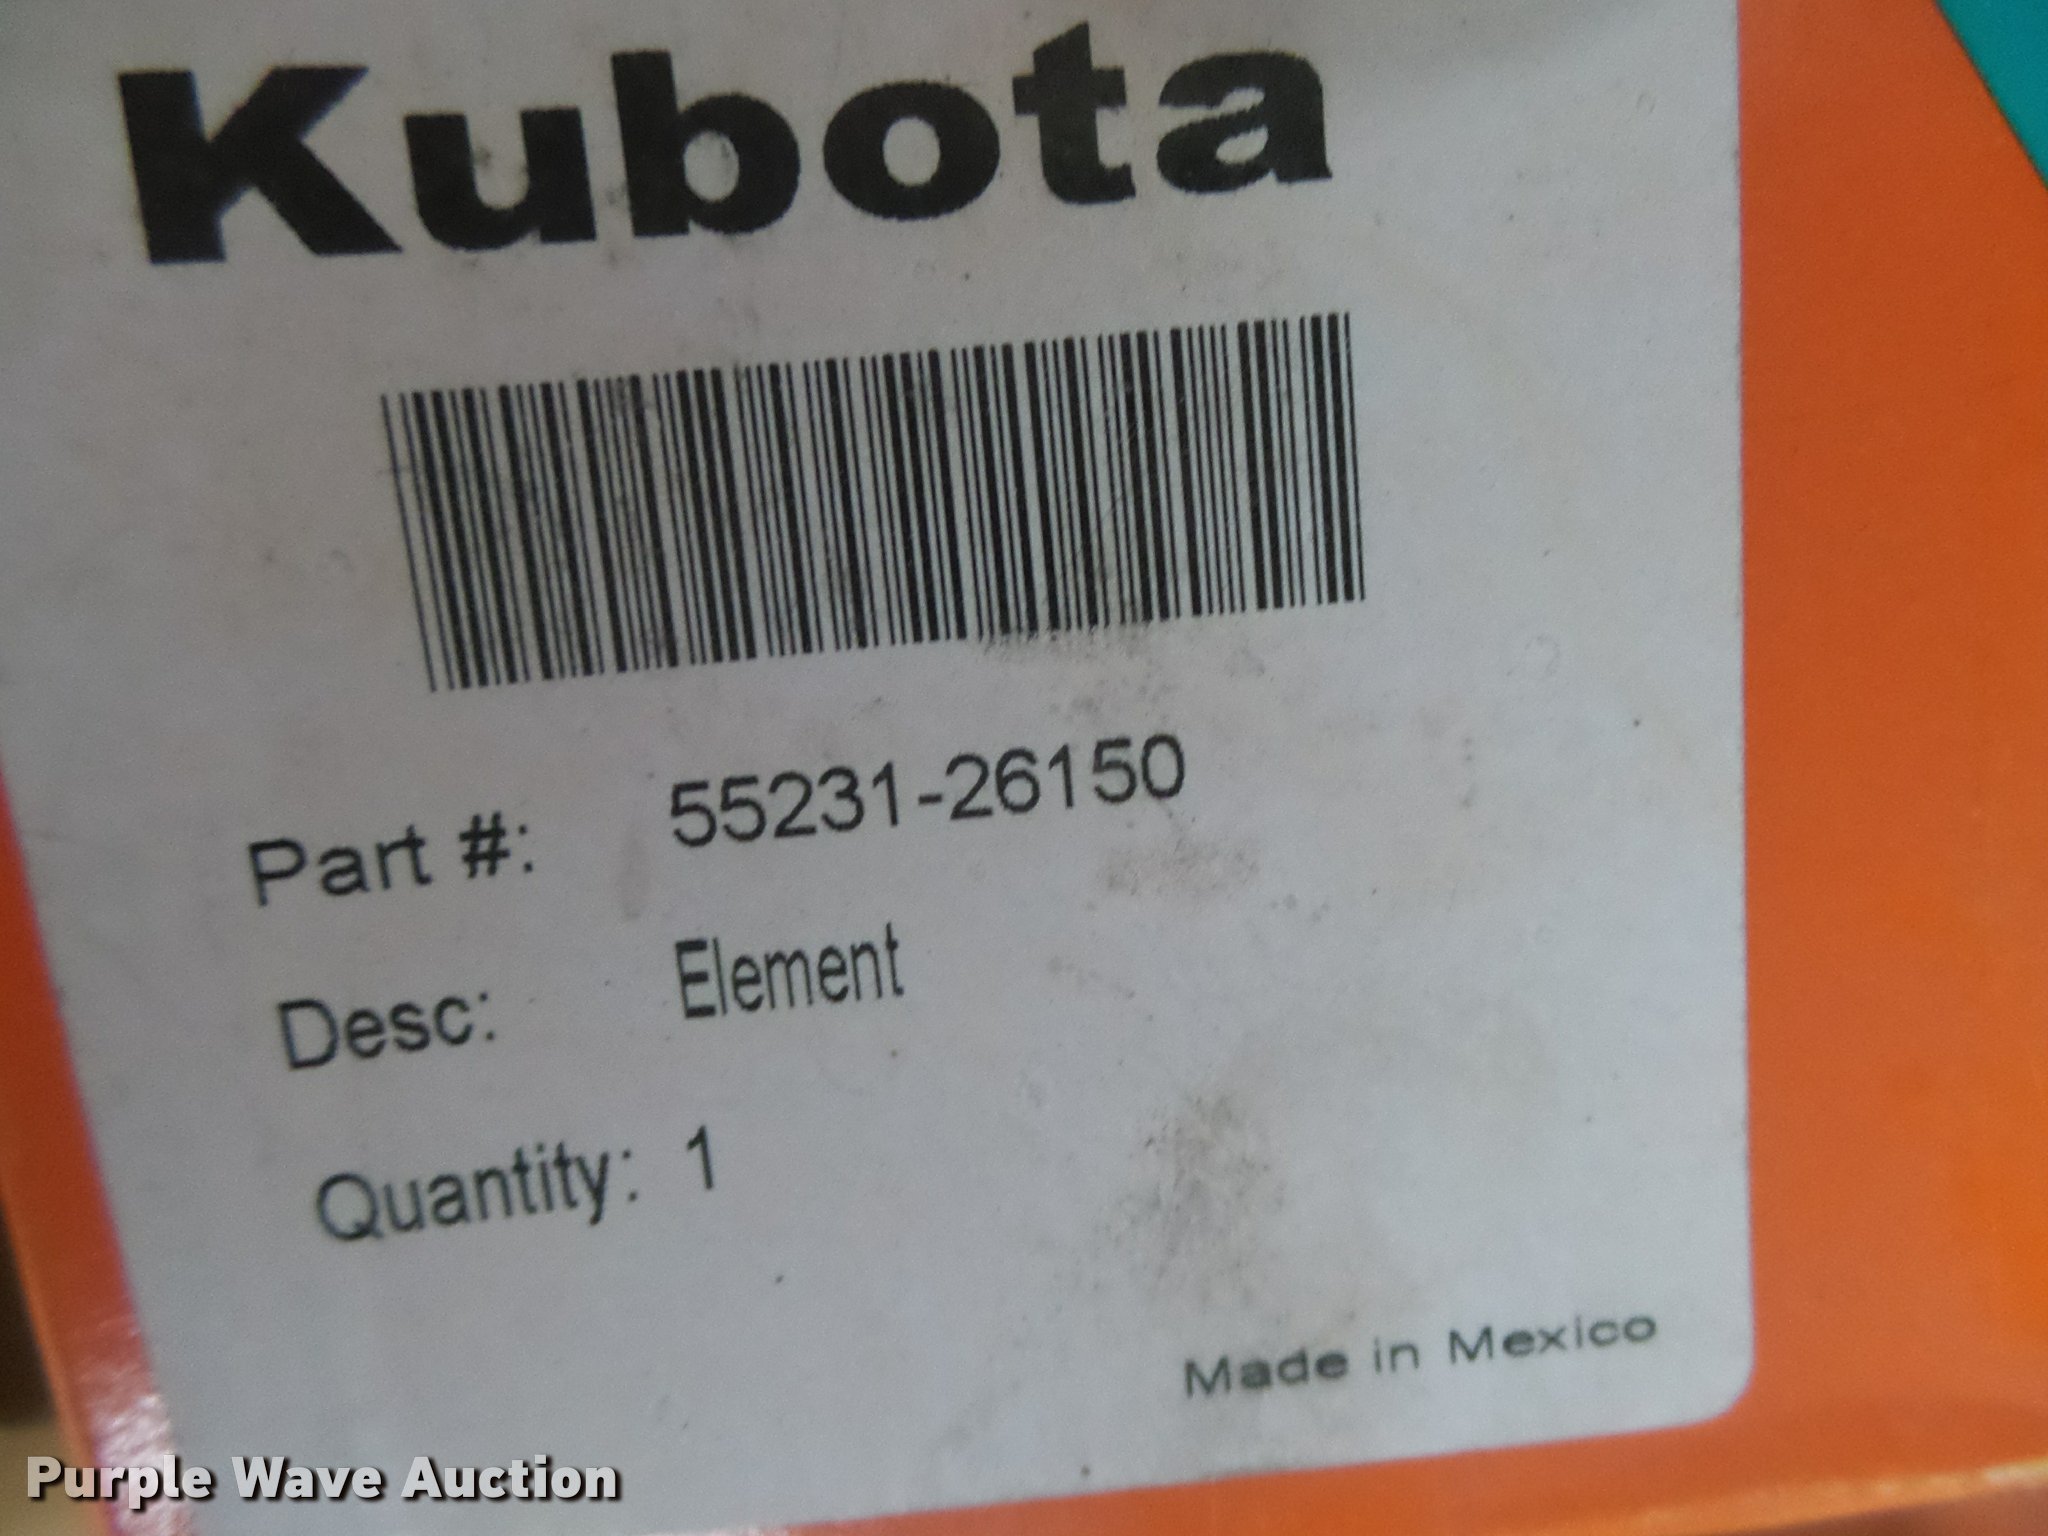 Kubota
Part #: 55231-26150
Desc: Element
Quantity: 1
Made in Mexico
Purple Wave Auction